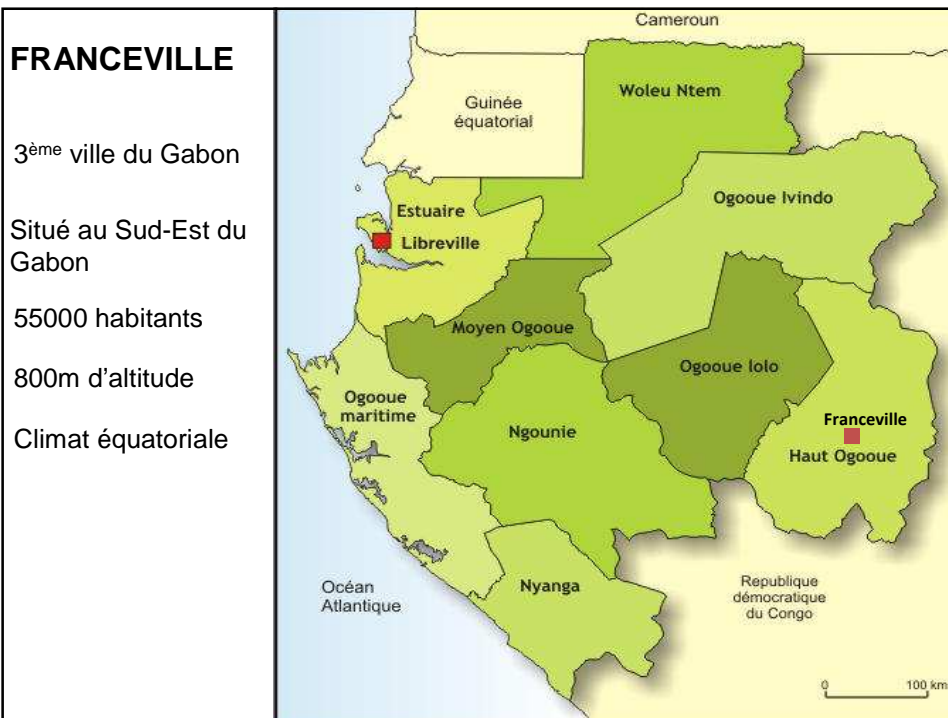 FRANCEVILLE
3ème ville du Gabon
Situé au Sud-Est du
Gabon
55000 habitants
800m d’altitude
Climat équatoriale
Cameroun
Guinée
équatorial
Woleu Ntem
Ogooue Ivindo
Estuaire
Libreville
Moyen Ogooue
Ogooue lolo
Ogooue
maritime
Ngounie
Franceville
Haut Ogooue
Nyanga
Océan
Atlantique
Republique
démocratique
du Congo
0 100 km